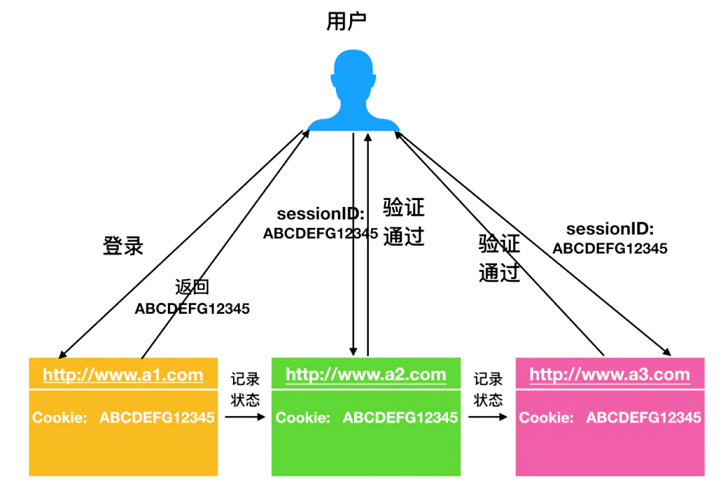 用户
sessionID:
ABCDEFG12345
验证
通过
sessionID:
ABCDEFG12345
验证
通过
登录
返回
ABCDEFG12345
http://www.a1.com
Cookie: ABCDEFG12345
记录
状态
http://www.a2.com
Cookie: ABCDEFG12345
记录
状态
http://www.a3.com
Cookie: ABCDEFG12345